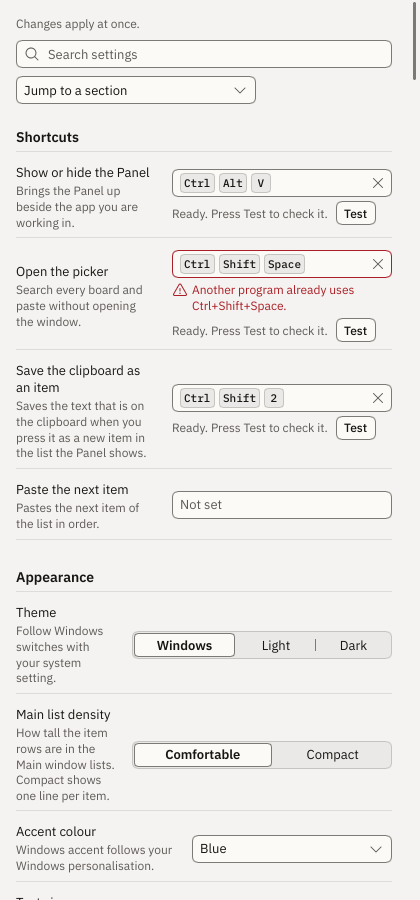 Changes apply at once.
Search settings
Jump to a section
Shortcuts
Show or hide the Panel
Brings the Panel up
beside the app you are
working in.
Ctrl Alt V
Ready. Press Test to check it. Test
Open the picker
Search every board and
paste without opening
the window.
Ctrl Shift Space
Another program already uses
Ctrl+Shift+Space.
Ready. Press Test to check it. Test
Save the clipboard as
an item
Saves the text that is on
the clipboard when you
press it as a new item in
the list the Panel shows.
Ctrl Shift 2
Ready. Press Test to check it. Test
Paste the next item
Pastes the next item of
the list in order.
Not set
Appearance
Theme
Follow Windows
switches with
your system
setting.
Windows Light Dark
Main list density
How tall the item
rows are in the
Main window lists.
Compact shows
one line per item.
Comfortable Compact
Accent colour
Windows accent follows your
Windows personalisation.
Blue